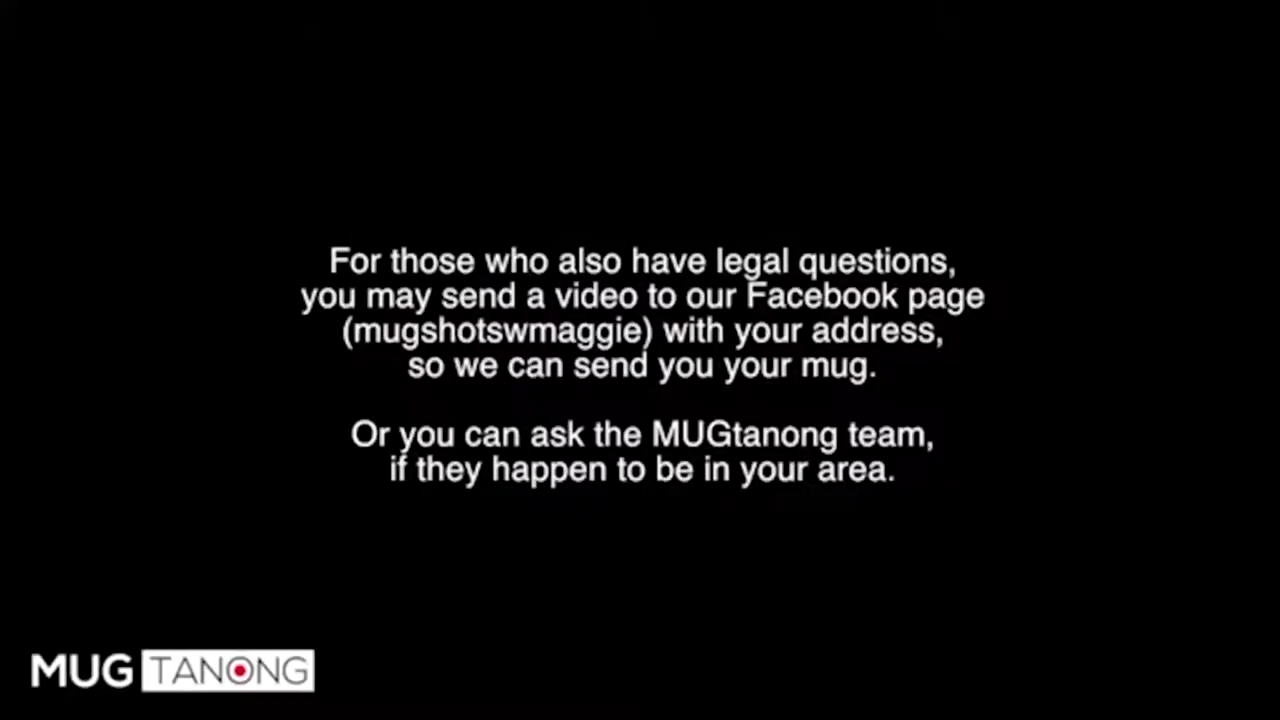 For those who also have legal questions,
you may send a video to our Facebook page
(mugshotswmaggie) with your address,
so we can send you your mug.
Or you can ask the MUGtanong team,
if they happen to be in your area.
MUG TANONG